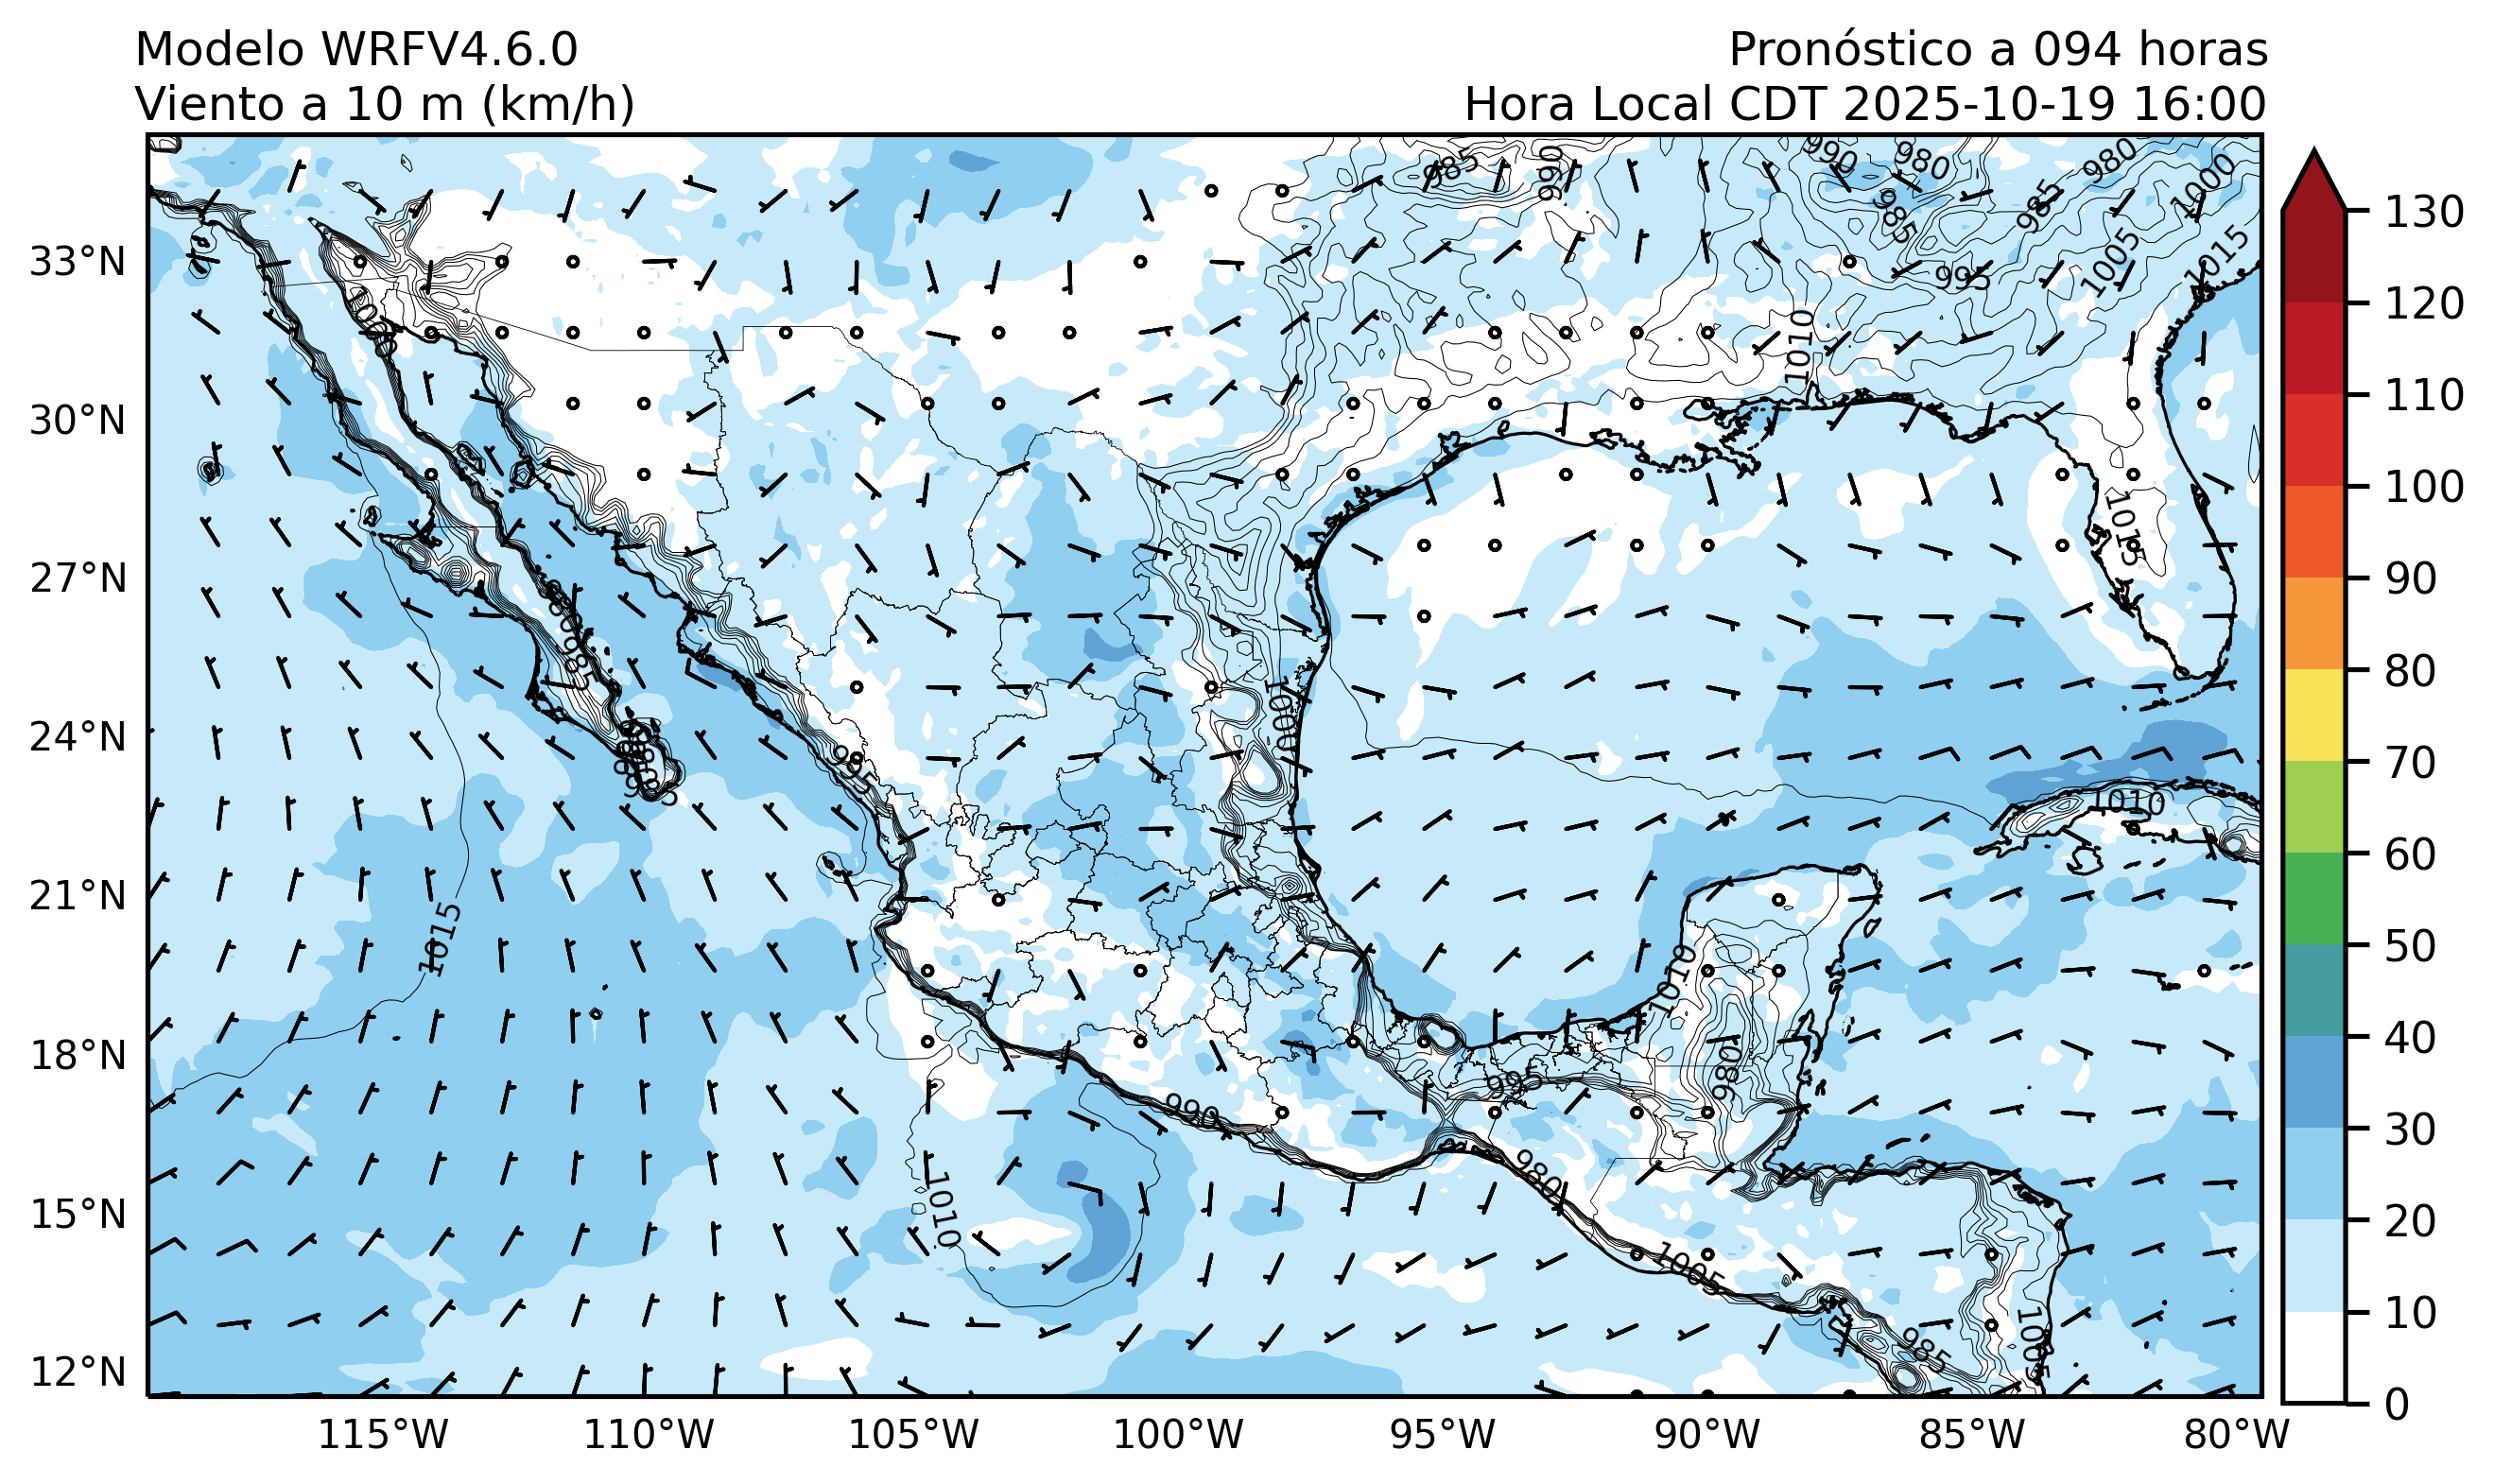 Modelo WRFV4.6.0
Pronóstico a 094 horas
Viento a 10 m (km/h)
Hora Local CDT 2025-10-19 16:00
985
990
990
980
980
1000
985
985
995
1005
1015
33°N
1000
1010
30°N
1015
27°N
985
1000
24°N
995
1010
21°N
1015
1010
18°N
980
995
990
980
15°N
1010
1005
1005
985
12°N
115°W
110°W
105°W
100°W
95°W
90°W
85°W
80°W
130
120
110
100
90
80
70
60
50
40
30
20
10
0